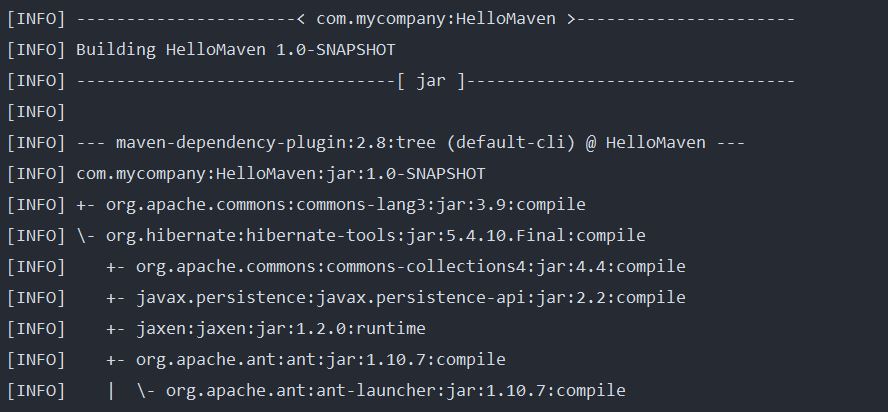 [INFO] ----------------------< com.mycompany:HelloMaven >----------------------
[INFO] Building HelloMaven 1.0-SNAPSHOT
[INFO] --------------------------------[ jar ]---------------------------------
[INFO]
[INFO] --- maven-dependency-plugin:2.8:tree (default-cli) @ HelloMaven ---
[INFO] com.mycompany:HelloMaven:jar:1.0-SNAPSHOT
[INFO] +- org.apache.commons:commons-lang3:jar:3.9:compile
[INFO] \- org.hibernate:hibernate-tools:jar:5.4.10.Final:compile
[INFO]    +- org.apache.commons:commons-collections4:jar:4.4:compile
[INFO]    +- javax.persistence:javax.persistence-api:jar:2.2:compile
[INFO]    +- jaxen:jaxen:jar:1.2.0:runtime
[INFO]    +- org.apache.ant:ant:jar:1.10.7:compile
[INFO]    |  \- org.apache.ant:ant-launcher:jar:1.10.7:compile